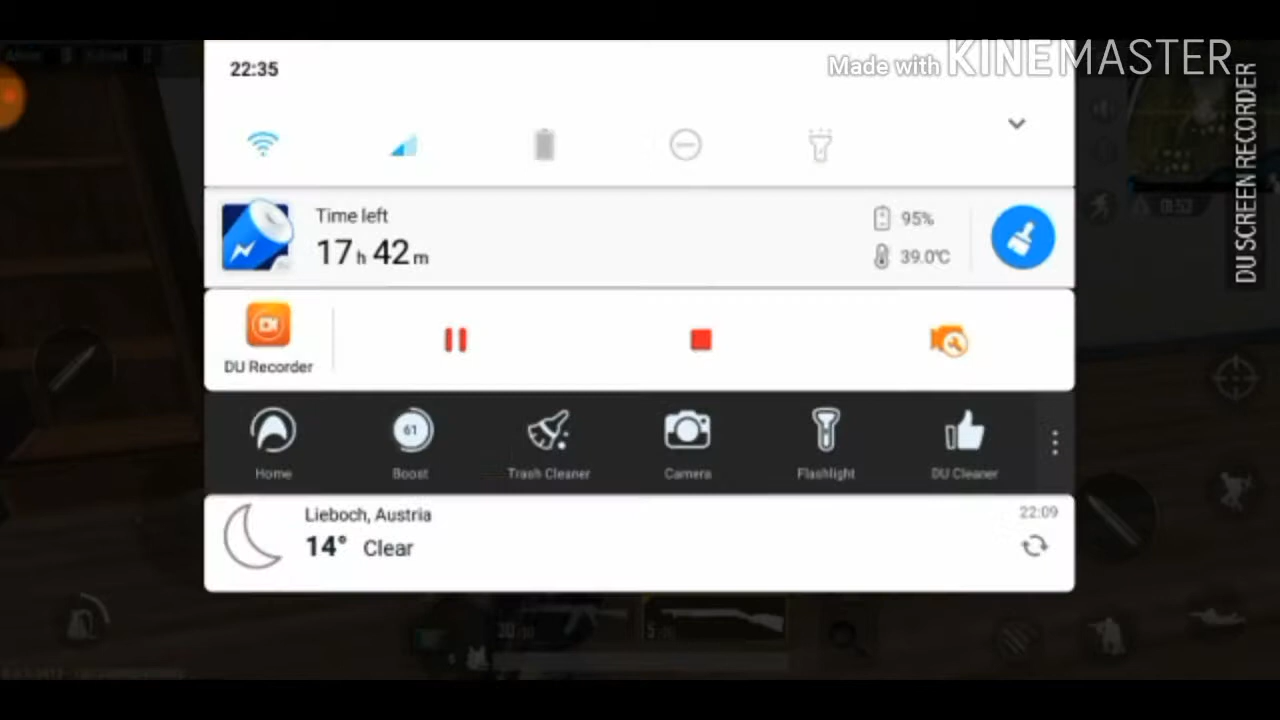 22:35
Made with KINEMASTER
DU SCREEN RECORDER
Time left
17 h 42 m
95%
39.0℃
DU Recorder
61
Home
Boost
Trash Cleaner
Camera
Flashlight
DU Cleaner
Lieboch, Austria
22:09
14° Clear